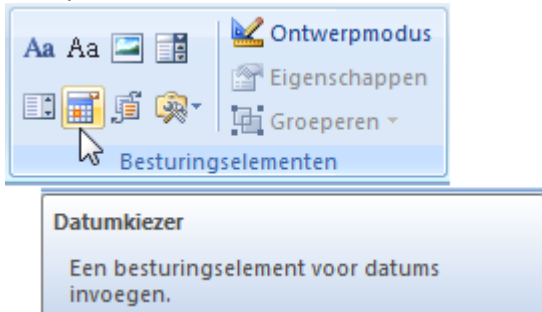 Aa Aa
Ontwerpmodus
Eigenschappen
Groeperen
Besturingselementen
Datumkiezer
Een besturingselement voor datums
invoegen.